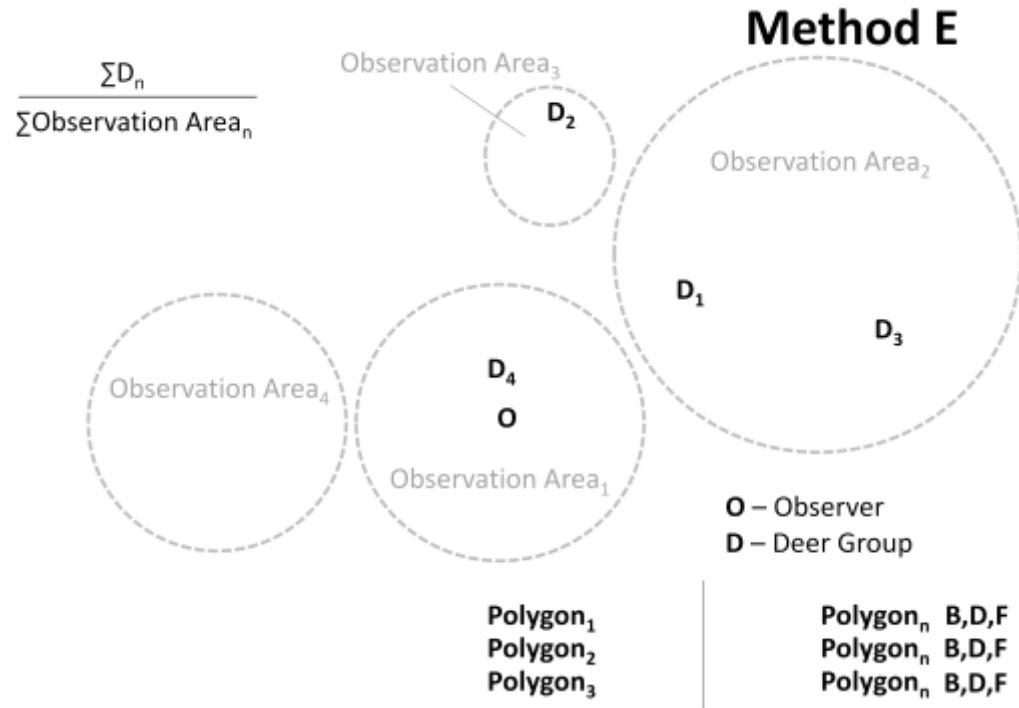 Method E
∑Dₙ
∑Observation Areaₙ
Observation Area₃
D₂
Observation Area₂
D₁
D₃
D₄
Observation Area₄
O
Observation Area₁
O – Observer
D – Deer Group
Polygon₁ Polygonₙ B,D,F
Polygon₂ Polygonₙ B,D,F
Polygon₃ Polygonₙ B,D,F